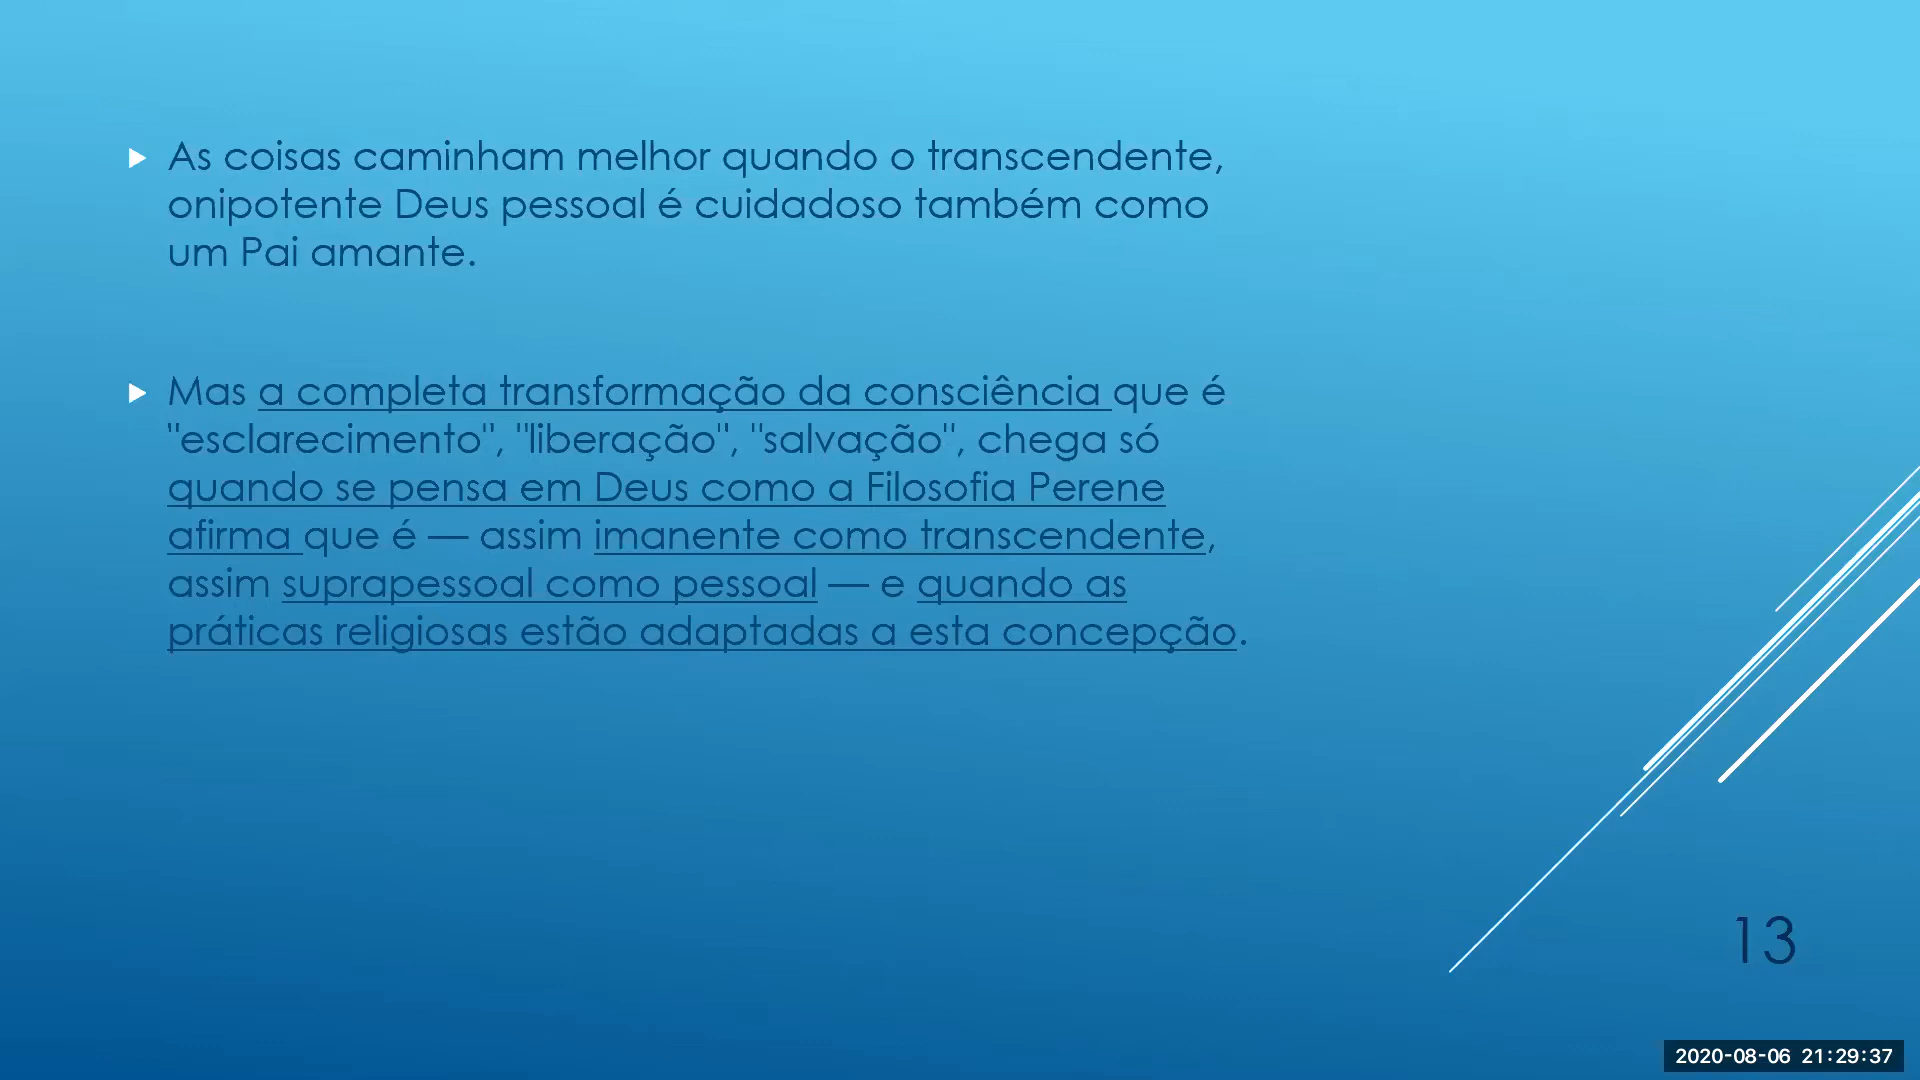 As coisas caminham melhor quando o transcendente,
onipotente Deus pessoal é cuidadoso também como
um Pai amante.
Mas a completa transformação da consciência que é
"esclarecimento", "liberação", "salvação", chega só
quando se pensa em Deus como a Filosofia Perene
afirma que é — assim imanente como transcendente,
assim suprapessoal como pessoal — e quando as
práticas religiosas estão adaptadas a esta concepção.
13
2020-08-06 21:29:37